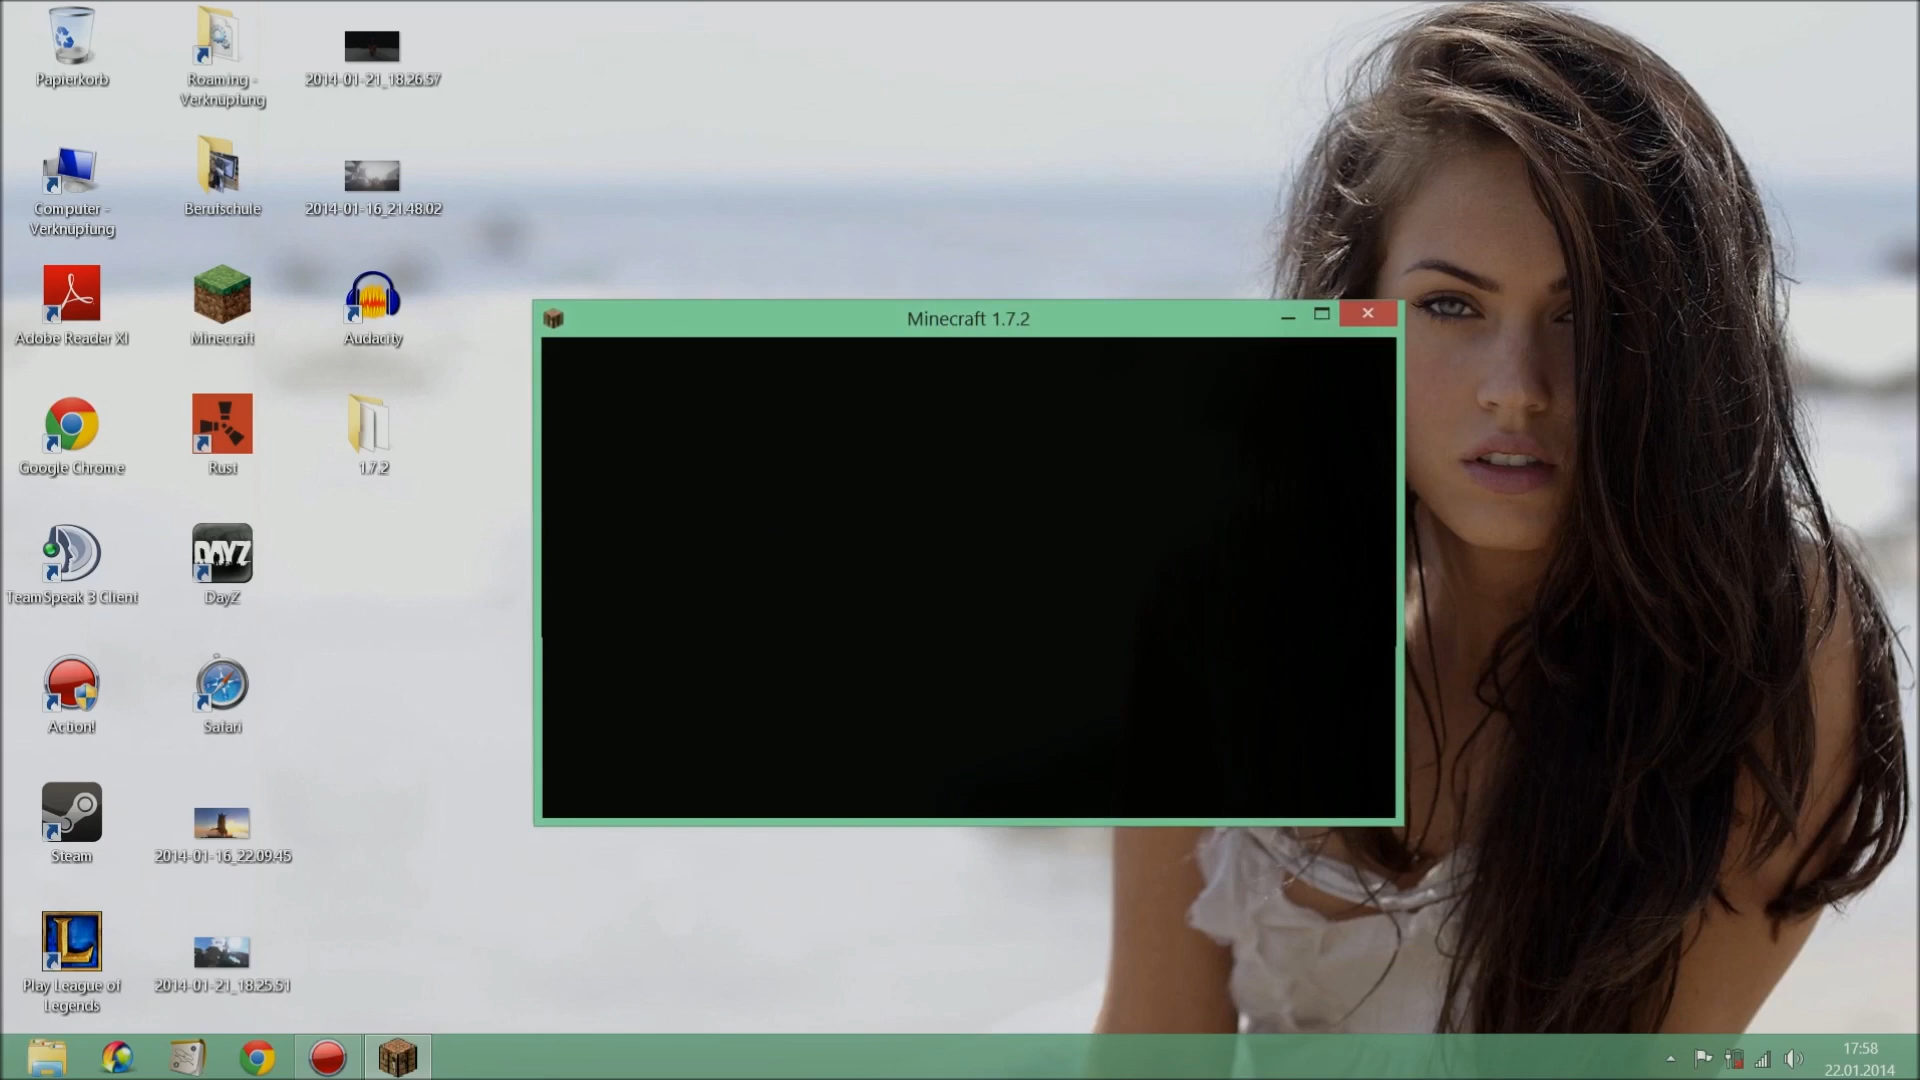 Papierkorb
Roaming -
Verknüpfung
2014-01-21_18.26.57
Computer -
Verknüpfung
Berufschule
2014-01-16_21.48.02
Adobe Reader XI
Minecraft
Audacity
Minecraft 1.7.2
Google Chrome
Rust
1.7.2
TeamSpeak 3 Client
DAYZ
DayZ
Action!
Safari
Steam
2014-01-16_22.09.45
Play League of
Legends
2014-01-21_18.25.51
17:58
22.01.2014